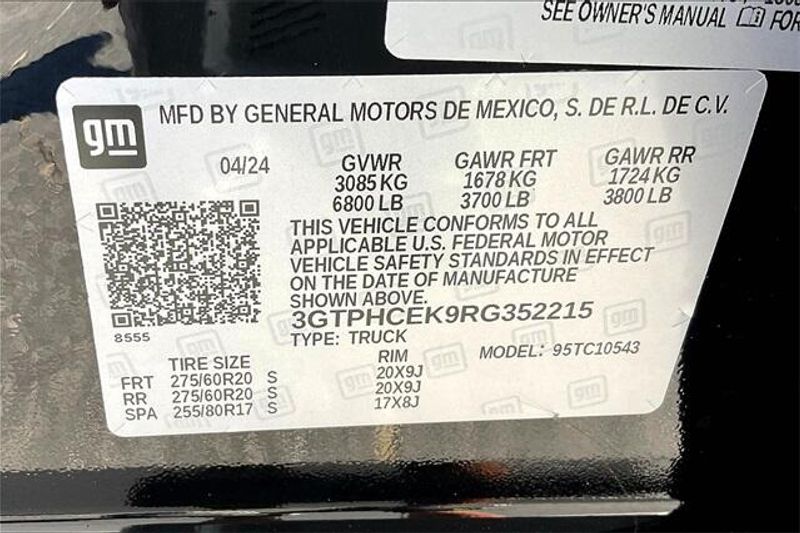 SEE OWNER'S MANUAL FOR
gm MFD BY GENERAL MOTORS DE MEXICO, S. DE R.L. DE C.V.
04/24 GVWR GAWR FRT GAWR RR
3085 KG 1678 KG 1724 KG
6800 LB 3700 LB 3800 LB
THIS VEHICLE CONFORMS TO ALL
APPLICABLE U.S. FEDERAL MOTOR
VEHICLE SAFETY STANDARDS IN EFFECT
ON THE DATE OF MANUFACTURE
SHOWN ABOVE.
3GTPHCEK9RG352215
8555 TYPE: TRUCK
TIRE SIZE RIM MODEL: 95TC10543
FRT 275/60R20 S 20X9J
RR 275/60R20 S 20X9J
SPA 255/80R17 S 17X8J